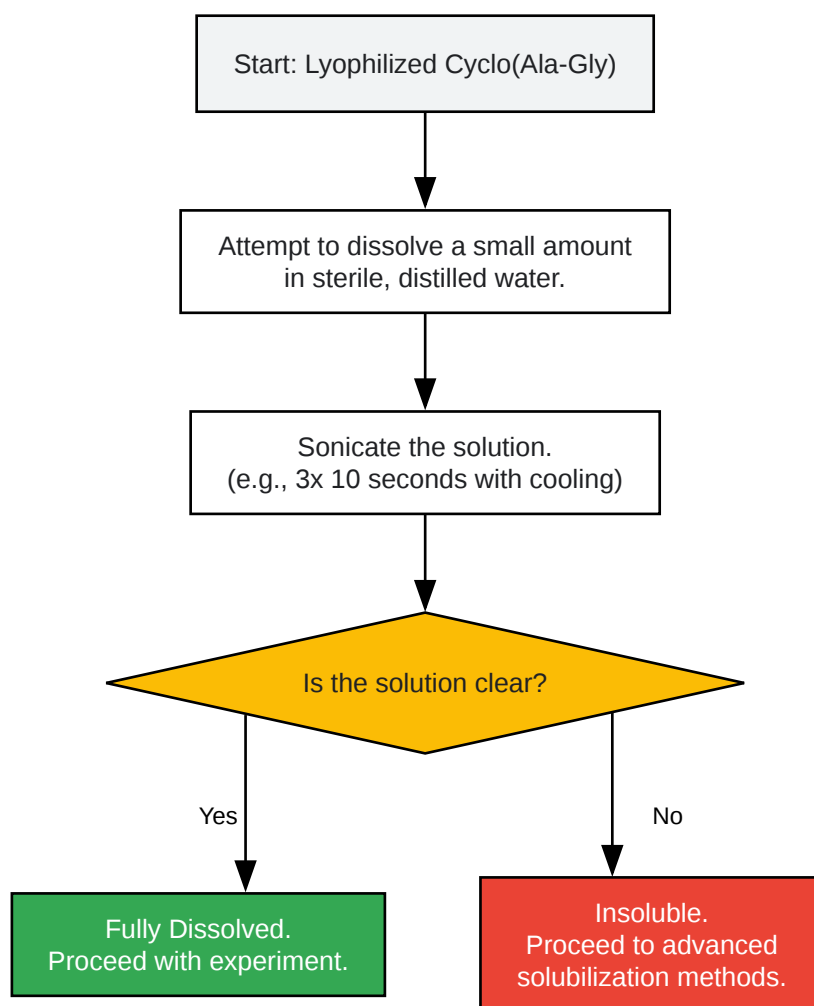 Start: Lyophilized Cyclo(Ala-Gly)
Attempt to dissolve a small amount
in sterile, distilled water.
Sonicate the solution.
(e.g., 3x 10 seconds with cooling)
Is the solution clear?
Yes
No
Fully Dissolved.
Proceed with experiment.
Insoluble.
Proceed to advanced
solubilization methods.